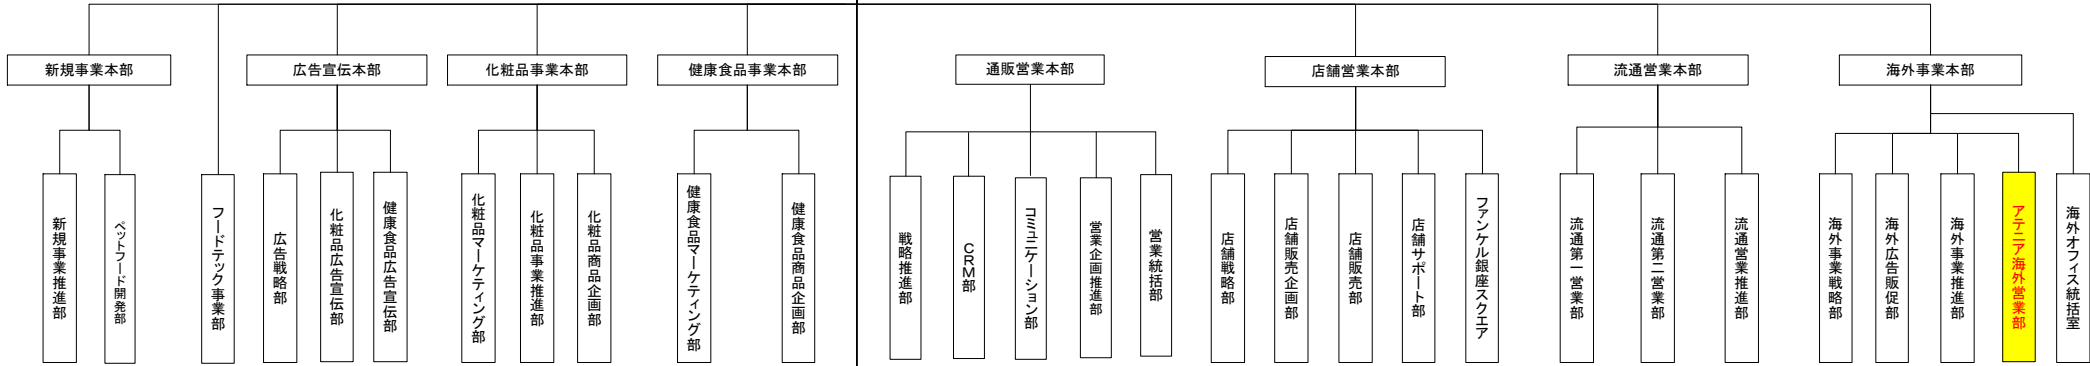 新規事業本部
広告宣伝本部
化粧品事業本部
健康食品事業本部
通販営業本部
店舗営業本部
流通営業本部
海外事業本部
新規事業推進部
ペットフード開発部
フードテック事業部
広告戦略部
化粧品広告宣伝部
健康食品広告宣伝部
化粧品マーケティング部
化粧品事業推進部
化粧品商品企画部
健康食品マーケティング部
健康食品商品企画部
戦略推進部
CRM部
コミュニケーション部
営業企画推進部
営業統括部
店舗戦略部
店舗販売企画部
店舗販売部
店舗サポート部
ファンケル銀座スクエア
流通第一営業部
流通第二営業部
流通営業推進部
海外事業戦略部
海外広告販促部
海外事業推進部
アテニア海外営業部
海外オフィス統括室